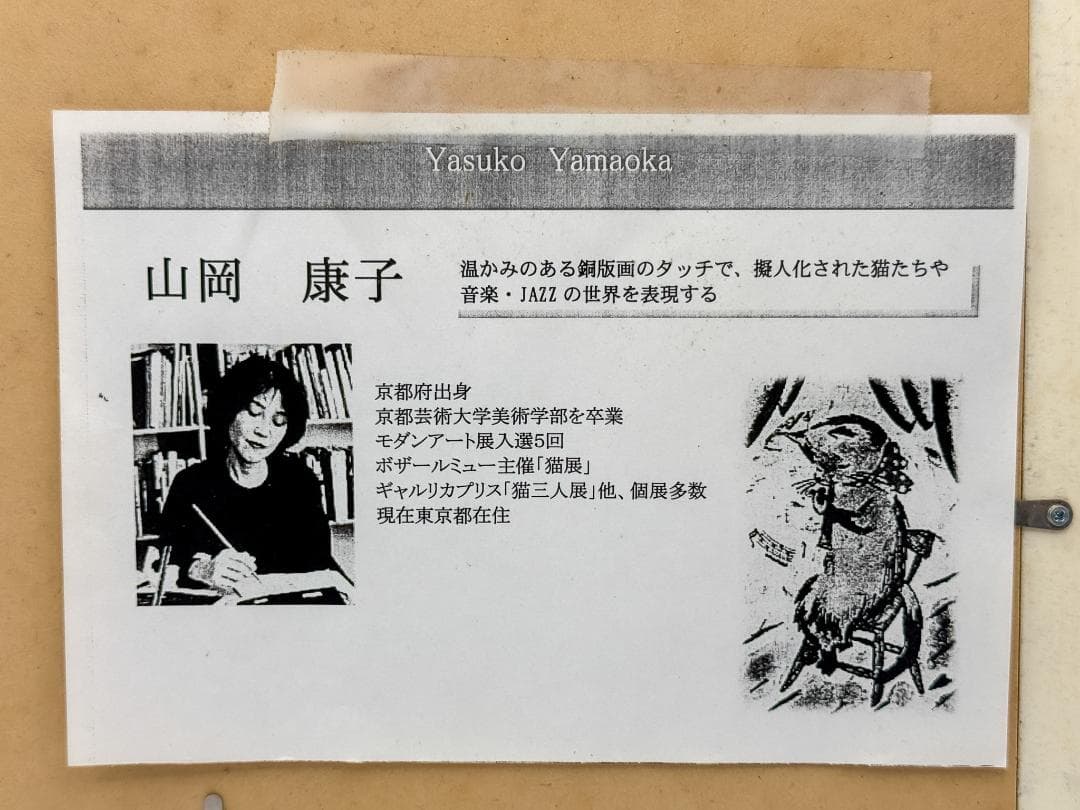 Yasuko Yamaoka
山岡 康子
温かみのある銅版画のタッチで、擬人化された猫たちや
音楽・JAZZの世界を表現する
京都府出身
京都芸術大学美術学部を卒業
モダンアート展入選5回
ボザールミュー主催「猫展」
ギャルリカプリス「猫三人展」他、個展多数
現在東京都在住